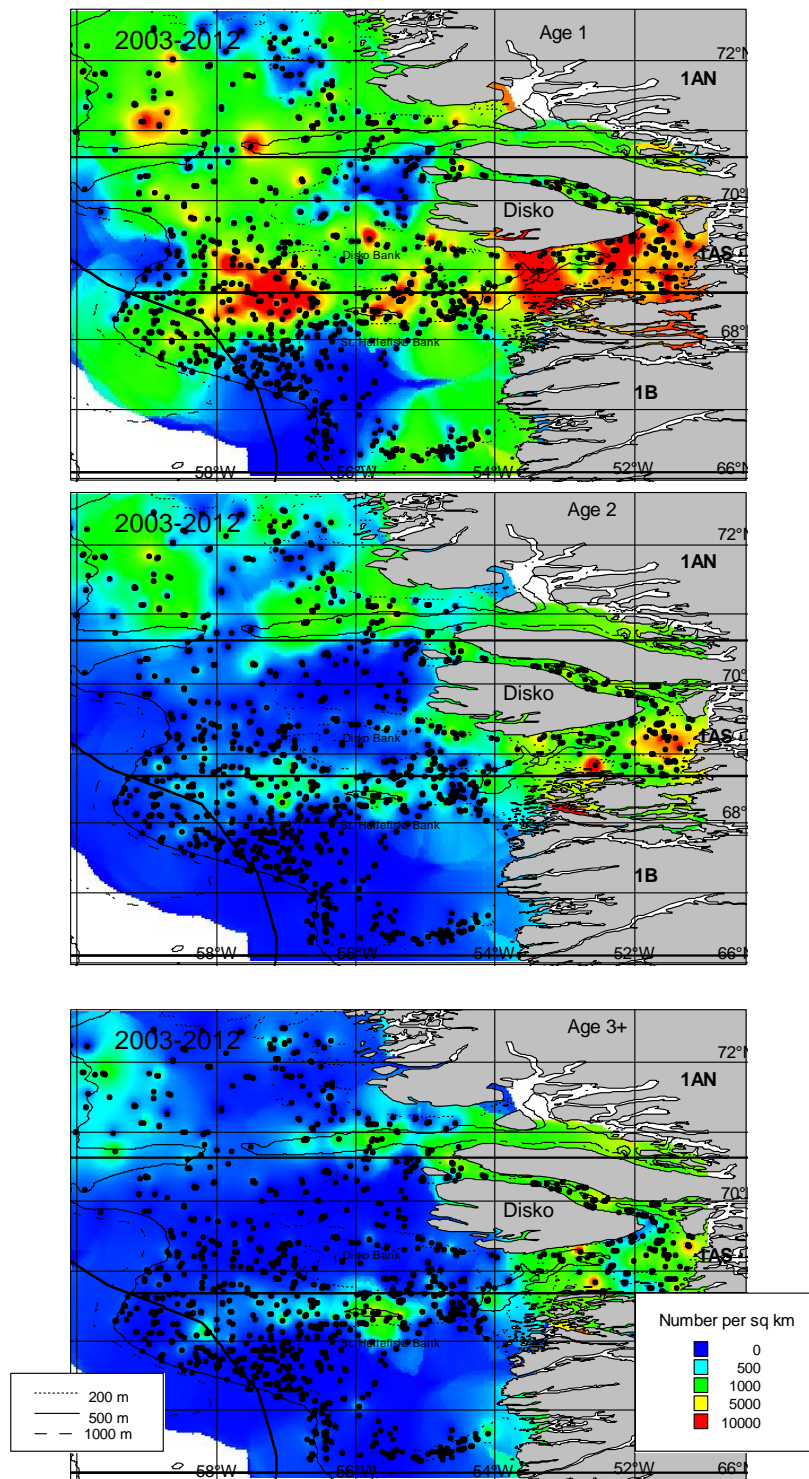 2003-2012
Age 1
72°N
1AN
70°N
Disko
Disko Bank
1AS
68°N
St. Hellefiske Bank
1B
58°W
56°W
54°W
52°W
66°N
2003-2012
Age 2
72°N
1AN
70°N
Disko
Disko Bank
1AS
68°N
St. Hellefiske Bank
1B
58°W
56°W
54°W
52°W
66°N
2003-2012
Age 3+
72°N
1AN
70°N
Disko
Disko Bank
1AS
St. Hellefiske Bank
Number per sq km
0
500
1000
5000
10000
200 m
500 m
1000 m
58°W
56°W
54°W
52°W
66°N